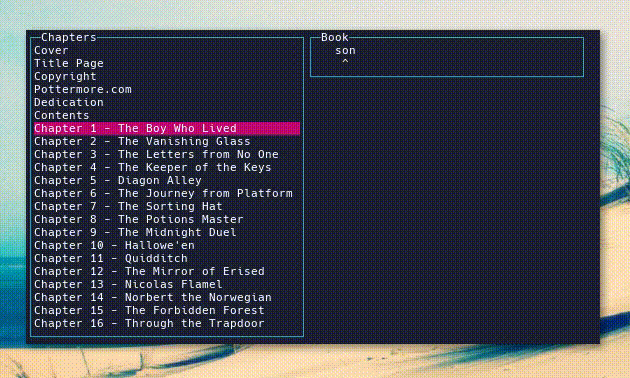 Chapters
Cover
Title Page
Copyright
Pottermore.com
Dedication
Contents
Chapter 1 - The Boy Who Lived
Chapter 2 - The Vanishing Glass
Chapter 3 - The Letters from No One
Chapter 4 - The Keeper of the Keys
Chapter 5 - Diagon Alley
Chapter 6 - The Journey from Platform
Chapter 7 - The Sorting Hat
Chapter 8 - The Potions Master
Chapter 9 - The Midnight Duel
Chapter 10 - Hallowe'en
Chapter 11 - Quidditch
Chapter 12 - The Mirror of Erised
Chapter 13 - Nicolas Flamel
Chapter 14 - Norbert the Norwegian
Chapter 15 - The Forbidden Forest
Chapter 16 - Through the Trapdoor
Book
son
^